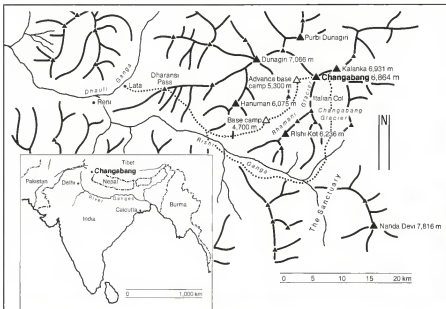 Purbi Dunagiri
Dunagiri 7,066 m
Kalanka 6,931 m
Changabang 6,864 m
Advance base
camp 5,300 m
Dhauli Ganga
Lata
Dharansi
Pass
Reru
Hanuman 6,075 m
Base camp
4,700 m
Rhamani Glacier
Italian Col
Changabang
Glacier
Rishi Kot 6,236 m
N
Rishi Ganga
The Sanctuary
Nanda Devi 7,816 m
0 5 10 15 20 km
Tibet
Changabang
Pakistan
Delhi
Nepal
River Ganges
Burma
Calcutta
India
0 1,000 km